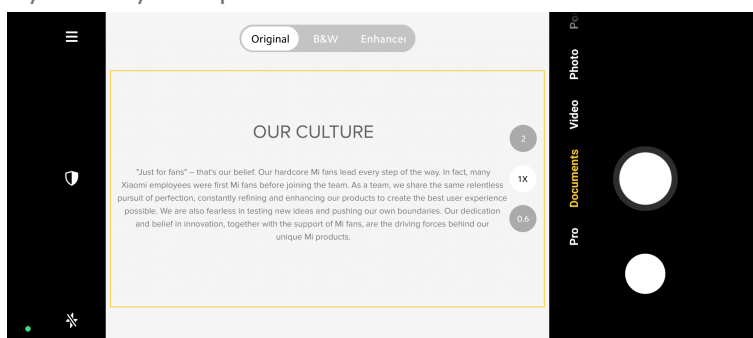 Original B&W Enhanced
OUR CULTURE
"Just for fans" – that's our belief. Our hardcore Mi fans lead every step of the way. In fact, many
Xiaomi employees were first Mi fans before joining the team. As a team, we share the same relentless
pursuit of perfection, constantly refining and enhancing our products to create the best user experience
possible. We are also fearless in testing new ideas and pushing our own boundaries. Our dedication
and belief in innovation, together with the support of Mi fans, are the driving forces behind our
unique Mi products.
2
1X
0.6
Po
Photo
Video
Documents
Pro